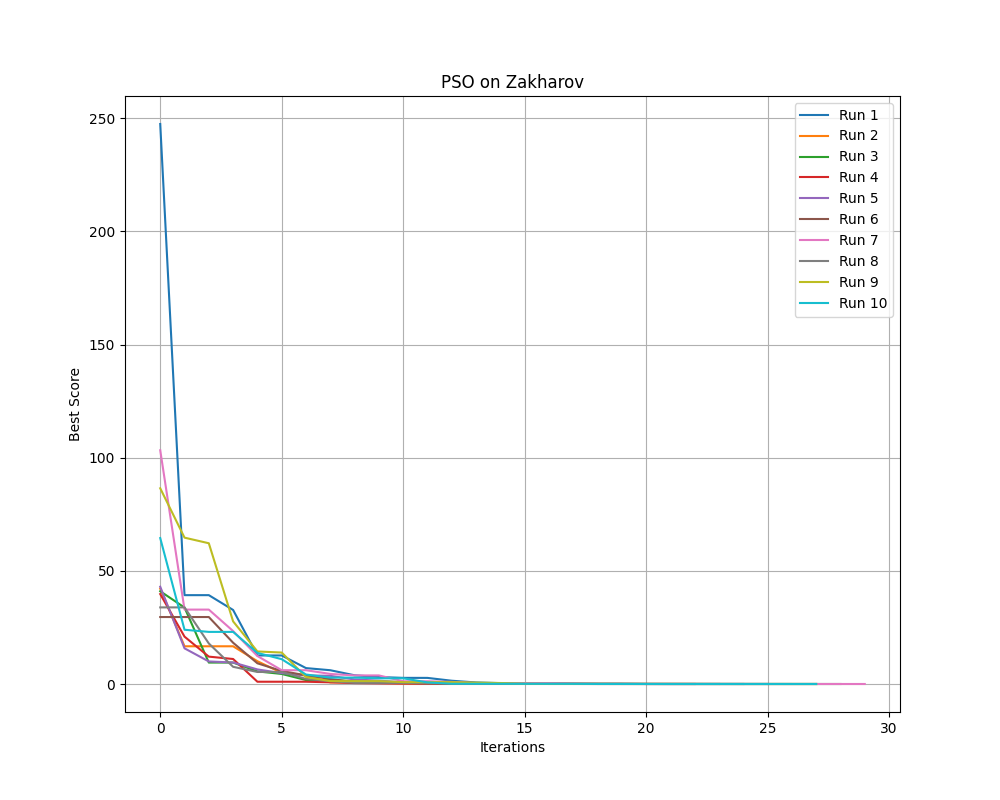 PSO on Zakharov
250
200
150
100
50
0
Best Score
0 5 10 15 20 25 30
Iterations
Run 1
Run 2
Run 3
Run 4
Run 5
Run 6
Run 7
Run 8
Run 9
Run 10